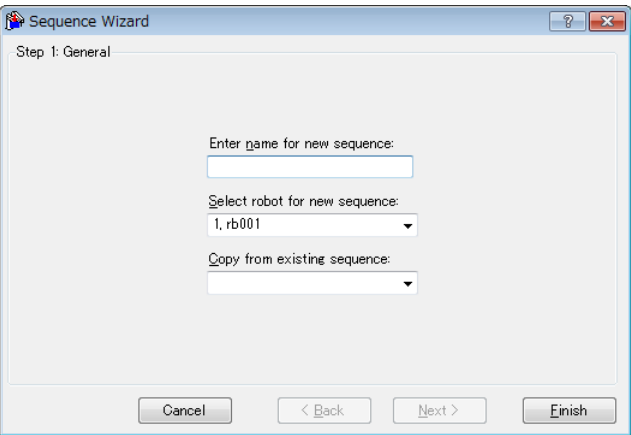 Sequence Wizard
Step 1: General
Enter name for new sequence:
Select robot for new sequence:
1, rb001
Copy from existing sequence:
Cancel
< Back
Next >
Finish